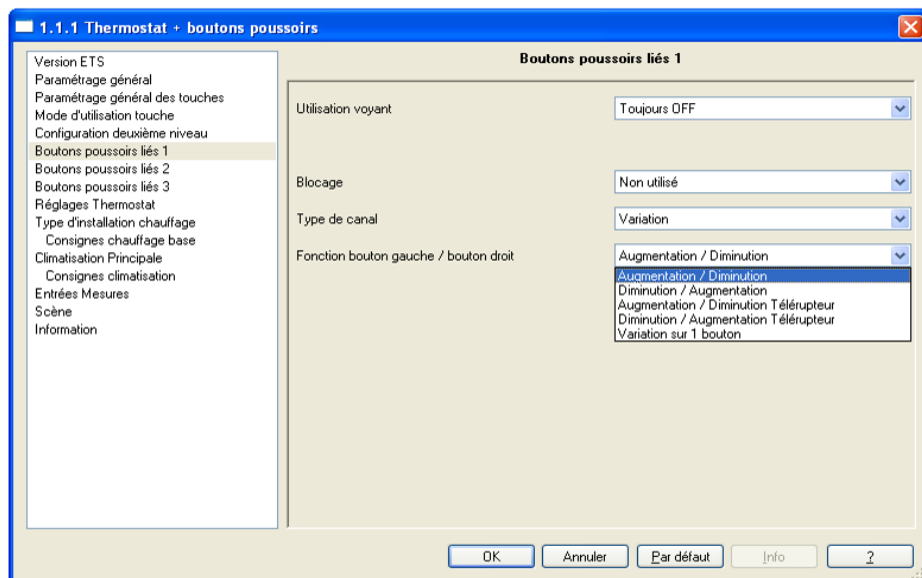 1.1.1 Thermostat + boutons poussoirs
Version ETS
Paramétrage général
Paramétrage général des touches
Mode d'utilisation touche
Configuration deuxième niveau
Boutons poussoirs liés 1
Boutons poussoirs liés 2
Boutons poussoirs liés 3
Réglages Thermostat
Type d'installation chauffage
Consignes chauffage base
Climatisation Principale
Consignes climatisation
Entrées Mesures
Scène
Information
Boutons poussoirs liés 1
Utilisation voyant
Toujours OFF
Blocage
Non utilisé
Type de canal
Variation
Fonction bouton gauche / bouton droit
Augmentation / Diminution
Augmentation / Diminution
Diminution / Augmentation
Augmentation / Diminution Télérupteur
Diminution / Augmentation Télérupteur
Variation sur 1 bouton
OK
Annuler
Par défaut
Info
?